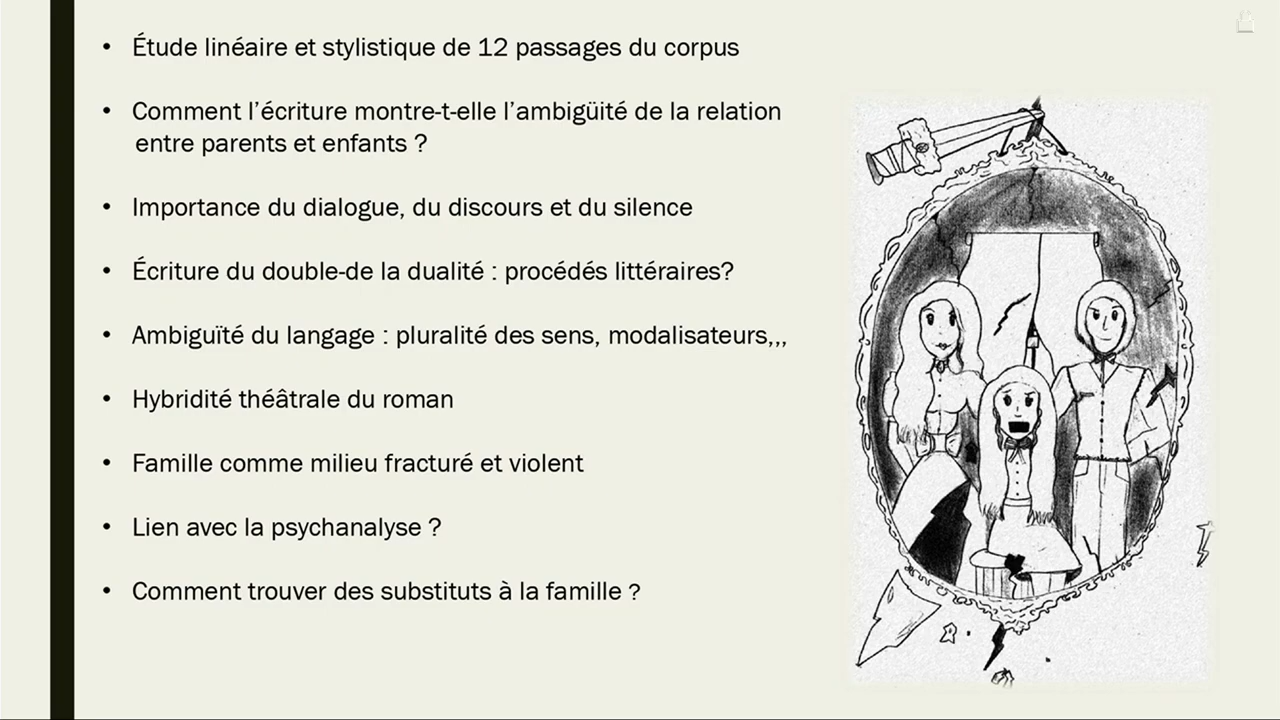 • Étude linéaire et stylistique de 12 passages du corpus
• Comment l’écriture montre-t-elle l’ambigüité de la relation
entre parents et enfants ?
• Importance du dialogue, du discours et du silence
• Écriture du double-de la dualité : procédés littéraires?
• Ambiguïté du langage : pluralité des sens, modalisateurs,,,
• Hybridité théâtrale du roman
• Famille comme milieu fracturé et violent
• Lien avec la psychanalyse ?
• Comment trouver des substituts à la famille ?